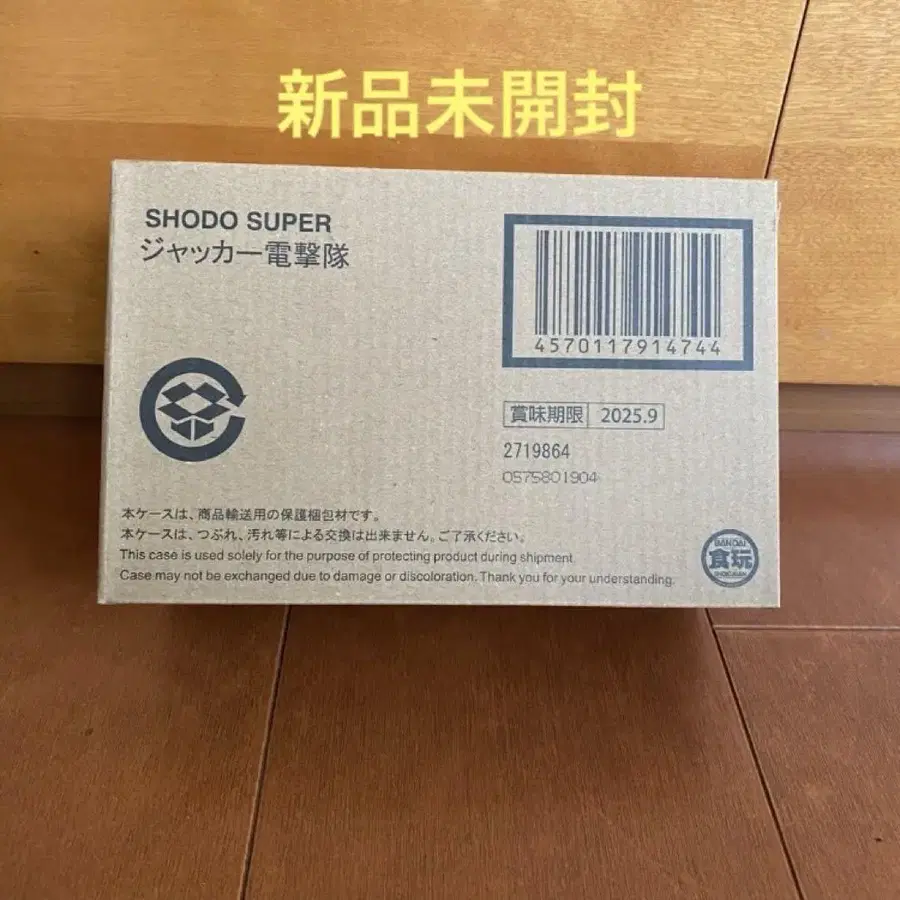 新品未開封
SHODO SUPER
ジャッカー電撃隊
4570117914744
賞味期限 2025.9
2719864
0575801904
本ケースは、商品輸送用の保護梱包材です。
本ケースは、つぶれ、汚れ等による交換は出来ません。ご了承ください。
This case is used solely for the purpose of protecting product during shipment.
Case may not be exchanged due to damage or discoloration. Thank you for your understanding.
BANDAI
食玩
SHOKUGAN